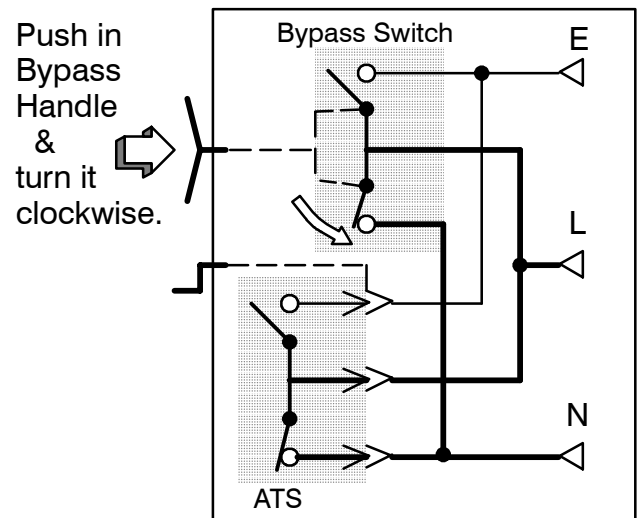 Push in
Bypass
Handle
&
turn it
clockwise.
Bypass Switch
E
L
N
ATS